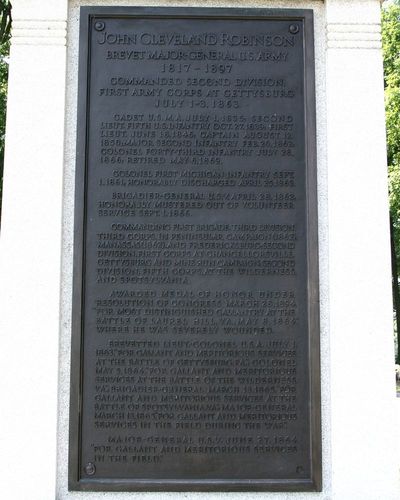 JOHN CLEVELAND ROBINSON
BREVET MAJOR-GENERAL U.S. ARMY
1817 – 1897
COMMANDED SECOND DIVISION,
FIRST ARMY CORPS AT GETTYSBURG
JULY 1-3, 1863.
CADET U.S.M.A. JULY 1, 1835; SECOND
LIEUT. FIFTH U.S. INFANTRY OCT. 27, 1839; FIRST
LIEUT. JUNE 18, 1846; CAPTAIN AUGUST 12,
1850; MAJOR SECOND INFANTRY FEB. 20, 1862;
COLONEL FORTY-THIRD INFANTRY JULY 28,
1866; RETIRED MAY 6, 1869.
COLONEL FIRST MICHIGAN INFANTRY SEPT.
1, 1861; HONORABLY DISCHARGED APRIL 1862.
BRIGADIER-GENERAL U.S.V. APRIL 28, 1862;
HONORABLY MUSTERED OUT OF VOLUNTEER
SERVICE SEPT. 1, 1866.
COMMANDING FIRST BRIGADE, THIRD DIVISION,
THIRD CORPS, IN PENINSULAR CAMPAIGN (1862),
MANASSAS (1862), AND FREDERICKSBURG; SECOND
DIVISION, FIRST CORPS, AT CHANCELLORSVILLE,
GETTYSBURG, AND MINE RUN CAMPAIGN; SECOND
DIVISION, FIFTH CORPS, AT THE WILDERNESS,
AND SPOTSYLVANIA.
AWARDED MEDAL OF HONOR UNDER
RESOLUTION OF CONGRESS, MARCH 28, 1894,
"FOR MOST DISTINGUISHED GALLANTRY AT THE
BATTLE OF LAUREL HILL, VA., MAY 8, 1864,
WHERE HE WAS SEVERELY WOUNDED."
BREVETTED LIEUT-COLONEL U.S.A. JULY 1,
1863, "FOR GALLANT AND MERITORIOUS SERVICES
AT THE BATTLE OF GETTYSBURG, PA."; COLONEL
MAY 5, 1864, "FOR GALLANT AND MERITORIOUS
SERVICES AT THE BATTLE OF THE WILDERNESS,
VA."; BRIGADIER-GENERAL MARCH 13, 1865, "FOR
GALLANT AND MERITORIOUS SERVICES AT THE
BATTLE OF SPOTSYLVANIA, VA."; MAJOR-GENERAL
MARCH 13, 1865, "FOR GALLANT AND MERITORIOUS
SERVICES IN THE FIELD DURING THE WAR."
MAJOR-GENERAL U.S.V. JUNE 27, 1864,
"FOR GALLANT AND MERITORIOUS SERVICES
IN THE FIELD."